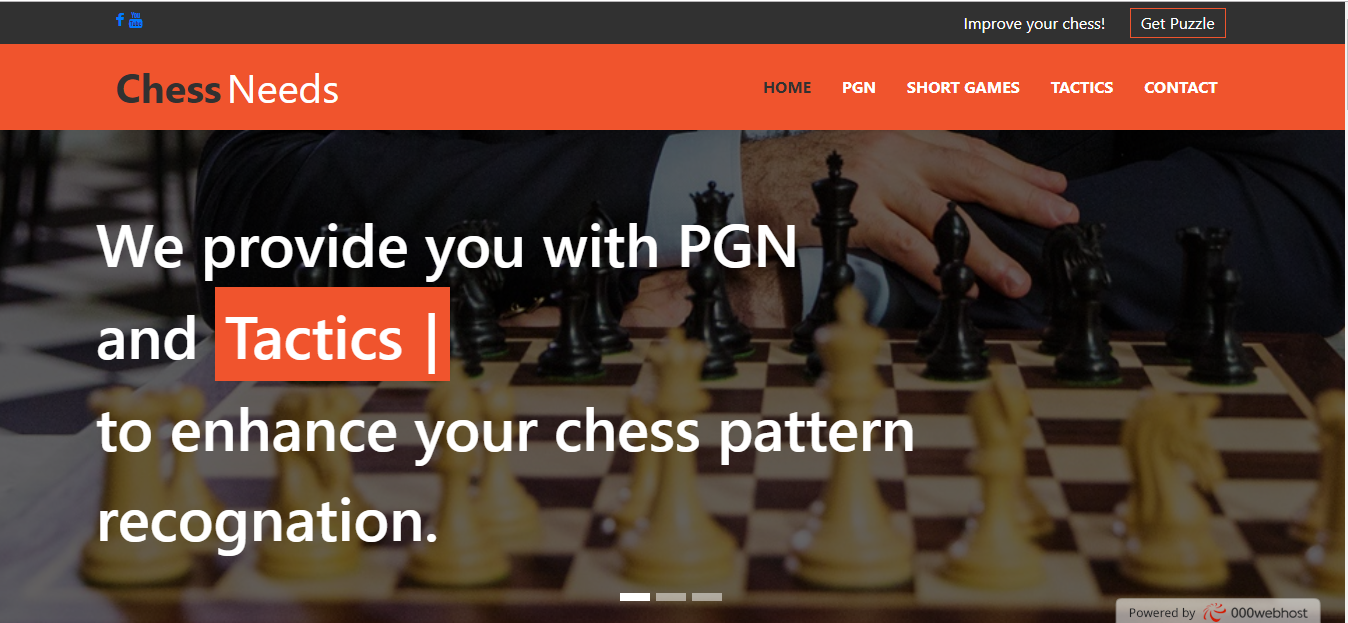 Improve your chess! Get Puzzle
Chess Needs
HOME PGN SHORT GAMES TACTICS CONTACT
We provide you with PGN
and Tactics |
to enhance your chess pattern
recognation.
Powered by 000webhost